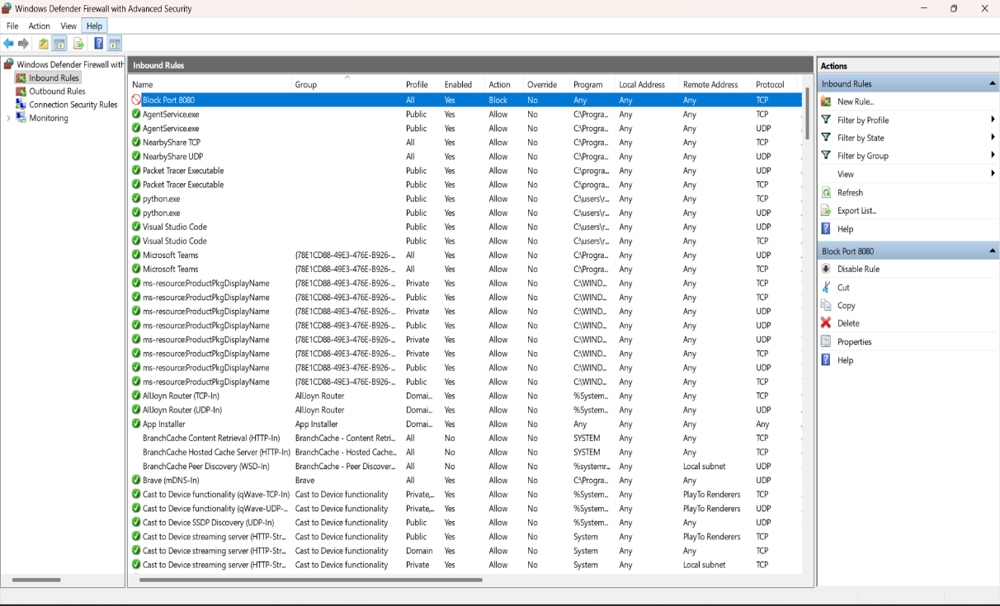 Windows Defender Firewall with Advanced Security
File Action View Help
Windows Defender Firewall with
Inbound Rules
Outbound Rules
Connection Security Rules
Monitoring
Inbound Rules
Name Group Profile Enabled Action Override Program Local Address Remote Address Protocol
Block Port 8080 All Yes Block No Any Any Any TCP
AgentService.exe Public Yes Allow No C:\Progra... Any Any TCP
AgentService.exe Public Yes Allow No C:\Progra... Any Any UDP
NearbyShare TCP All Yes Allow No C:\Progra... Any Any TCP
NearbyShare UDP All Yes Allow No C:\Progra... Any Any UDP
Packet Tracer Executable Public Yes Allow No C:\progra... Any Any UDP
Packet Tracer Executable Public Yes Allow No C:\progra... Any Any TCP
python.exe Public Yes Allow No C:\users\r... Any Any TCP
python.exe Public Yes Allow No C:\users\r... Any Any UDP
Visual Studio Code Public Yes Allow No C:\users\r... Any Any UDP
Visual Studio Code Public Yes Allow No C:\users\r... Any Any TCP
Microsoft Teams {78E1CD88-49E3-476E-B926-... All Yes Allow No C:\Progra... Any Any UDP
Microsoft Teams {78E1CD88-49E3-476E-B926-... All Yes Allow No C:\Progra... Any Any TCP
ms-resource:ProductPkgDisplayName {78E1CD88-49E3-476E-B926-... Private Yes Allow No C:\WIND... Any Any TCP
ms-resource:ProductPkgDisplayName {78E1CD88-49E3-476E-B926-... Public Yes Allow No C:\WIND... Any Any TCP
ms-resource:ProductPkgDisplayName {78E1CD88-49E3-476E-B926-... Private Yes Allow No C:\WIND... Any Any UDP
ms-resource:ProductPkgDisplayName {78E1CD88-49E3-476E-B926-... Public Yes Allow No C:\WIND... Any Any UDP
ms-resource:ProductPkgDisplayName {78E1CD88-49E3-476E-B926-... Private Yes Allow No C:\WIND... Any Any UDP
ms-resource:ProductPkgDisplayName {78E1CD88-49E3-476E-B926-... Private Yes Allow No C:\WIND... Any Any TCP
ms-resource:ProductPkgDisplayName {78E1CD88-49E3-476E-B926-... Public Yes Allow No C:\WIND... Any Any UDP
ms-resource:ProductPkgDisplayName {78E1CD88-49E3-476E-B926-... Public Yes Allow No C:\WIND... Any Any TCP
AllJoyn Router (TCP-In) AllJoyn Router Domai... Yes Allow No %System... Any Any TCP
AllJoyn Router (UDP-In) AllJoyn Router Domai... Yes Allow No %System... Any Any UDP
App Installer App Installer Domai... Yes Allow No Any Any Any Any
BranchCache Content Retrieval (HTTP-In) BranchCache - Content Retri... All No Allow No SYSTEM Any Any TCP
BranchCache Hosted Cache Server (HTTP-In) BranchCache - Hosted Cache... All No Allow No SYSTEM Any Any TCP
BranchCache Peer Discovery (WSD-In) BranchCache - Peer Discover... All No Allow No %systemr... Any Local subnet UDP
Brave (mDNS-In) Brave All Yes Allow No C:\Progra... Any Any UDP
Cast to Device functionality (qWave-TCP-In) Cast to Device functionality Private,... Yes Allow No %System... Any PlayTo Renderers TCP
Cast to Device functionality (qWave-UDP-... Cast to Device functionality Private,... Yes Allow No %System... Any PlayTo Renderers UDP
Cast to Device SSDP Discovery (UDP-In) Cast to Device functionality Public Yes Allow No %System... Any Any UDP
Cast to Device streaming server (HTTP-Str... Cast to Device functionality Public Yes Allow No System Any PlayTo Renderers TCP
Cast to Device streaming server (HTTP-Str... Cast to Device functionality Domain Yes Allow No System Any Any TCP
Cast to Device streaming server (HTTP-Str... Cast to Device functionality Private Yes Allow No System Any Local subnet TCP
Actions
Inbound Rules
New Rule...
Filter by Profile
Filter by State
Filter by Group
View
Refresh
Export List...
Help
Block Port 8080
Disable Rule
Cut
Copy
Delete
Properties
Help